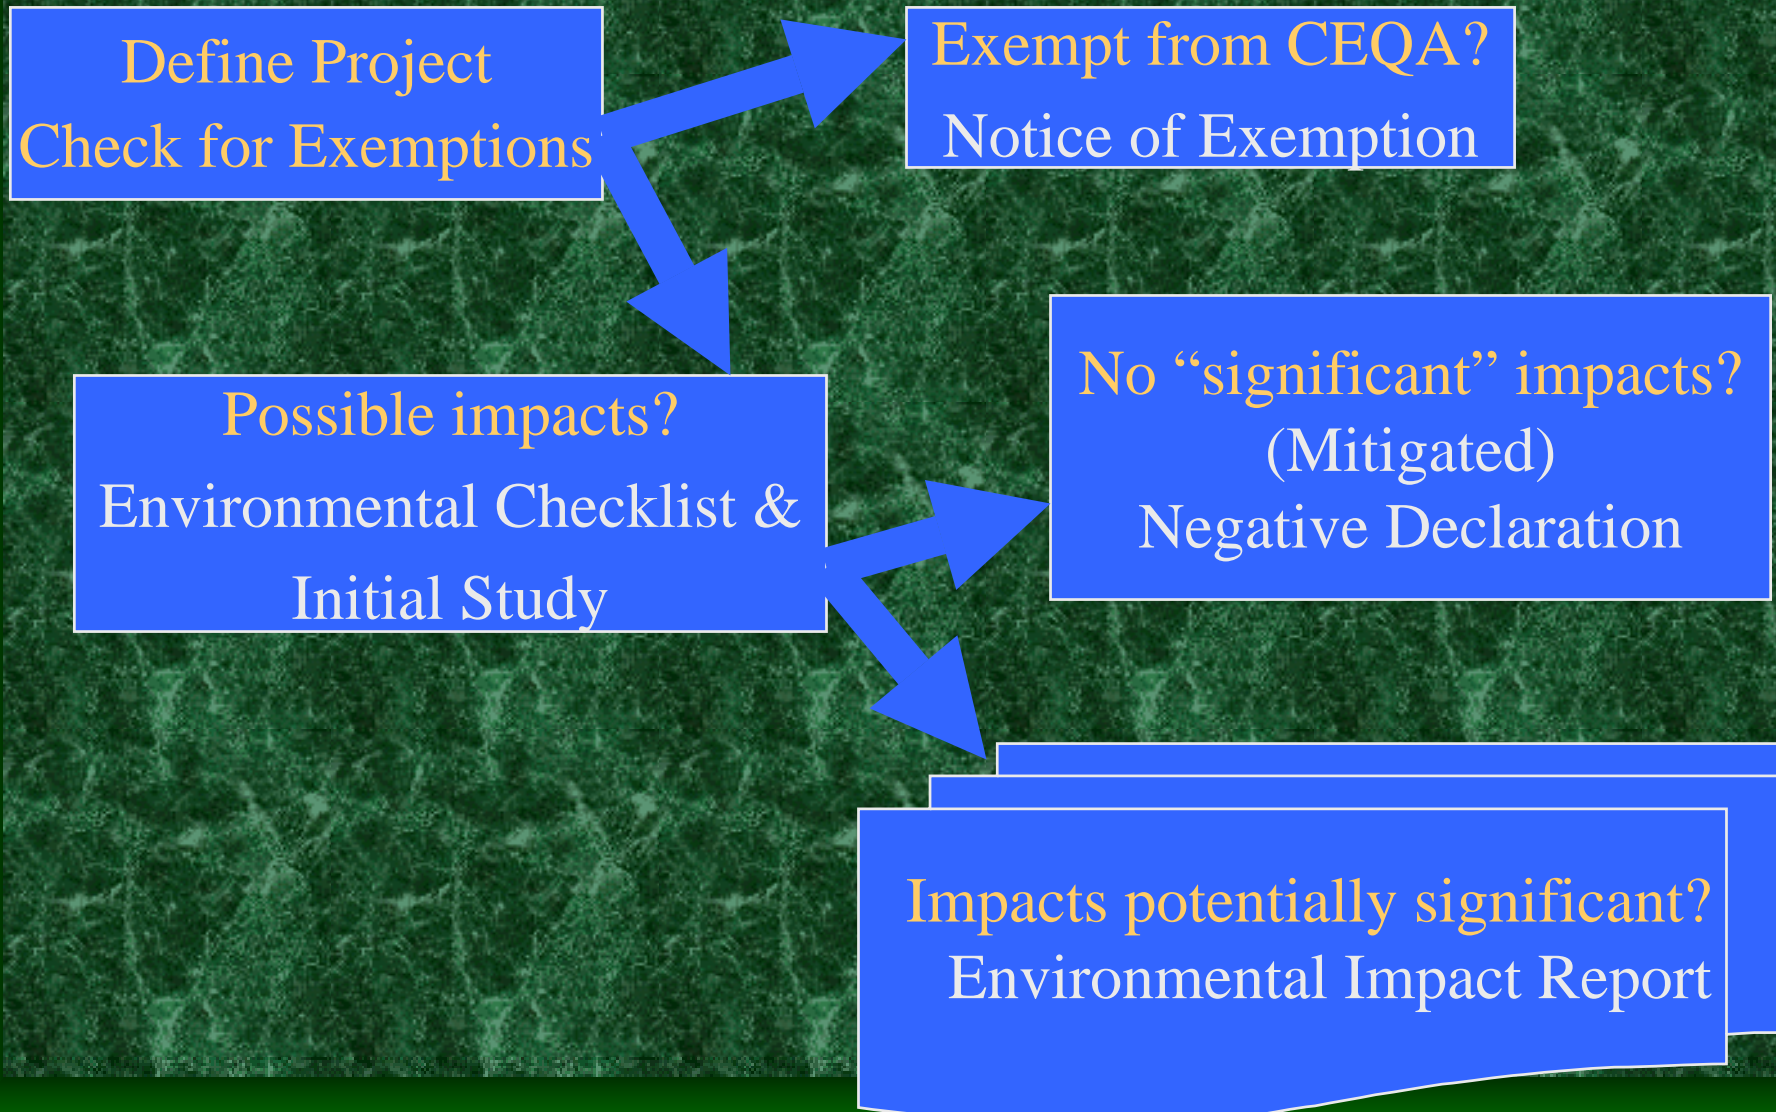 Define Project
Check for Exemptions
Exempt from CEQA?
Notice of Exemption
Possible impacts?
Environmental Checklist &
Initial Study
No “significant” impacts?
(Mitigated)
Negative Declaration
Impacts potentially significant?
Environmental Impact Report